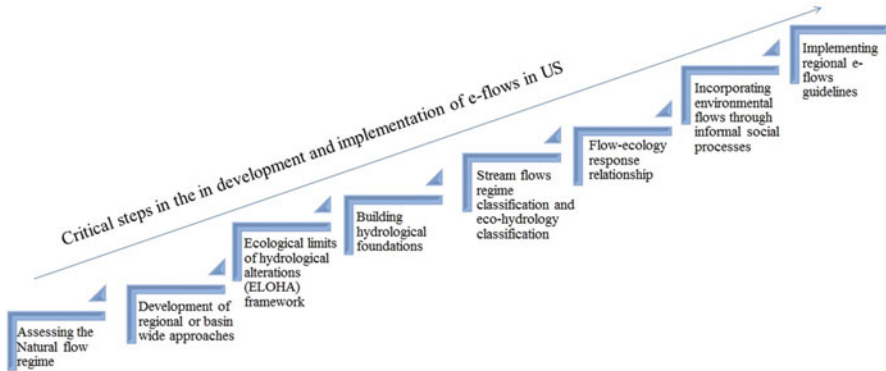 Critical steps in the in development and implementation of e-flows in US
Assessing the
Natural flow
regime
Development of
regional or basin
wide approaches
Ecological limits
of hydrological
alterations
(ELOHA)
framework
Building
hydrological
foundations
Stream flows
regime
classification and
eco-hydrology
classification
Flow-ecology
response
relationship
Incorporating
environmental
flows through
informal social
processes
Implementing
regional e-
flows
guidelines